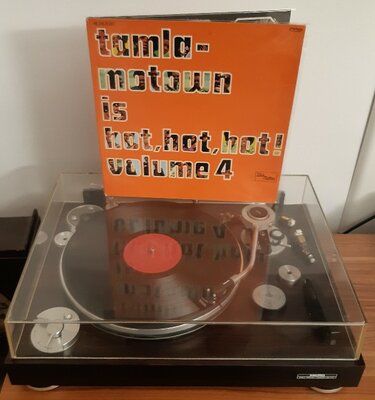 tamla-
motown
is
hot, hot, hot!
volume 4